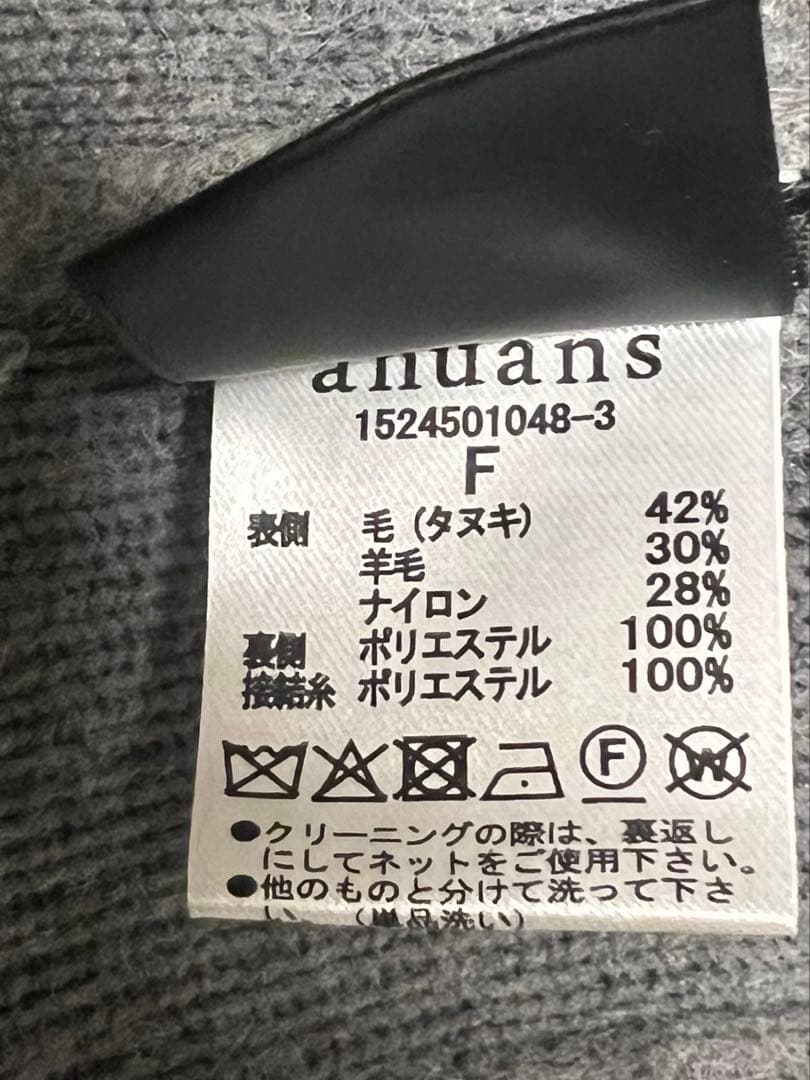 anuans
1524501048-3
F
表側 毛 (タヌキ) 42%
羊毛 30%
ナイロン 28%
裏側 ポリエステル 100%
接結糸 ポリエステル 100%
F W
●クリーニングの際は、裏返し
にしてネットをご使用下さい。
●他のものと分けて洗って下さ
い。 (単品洗い)